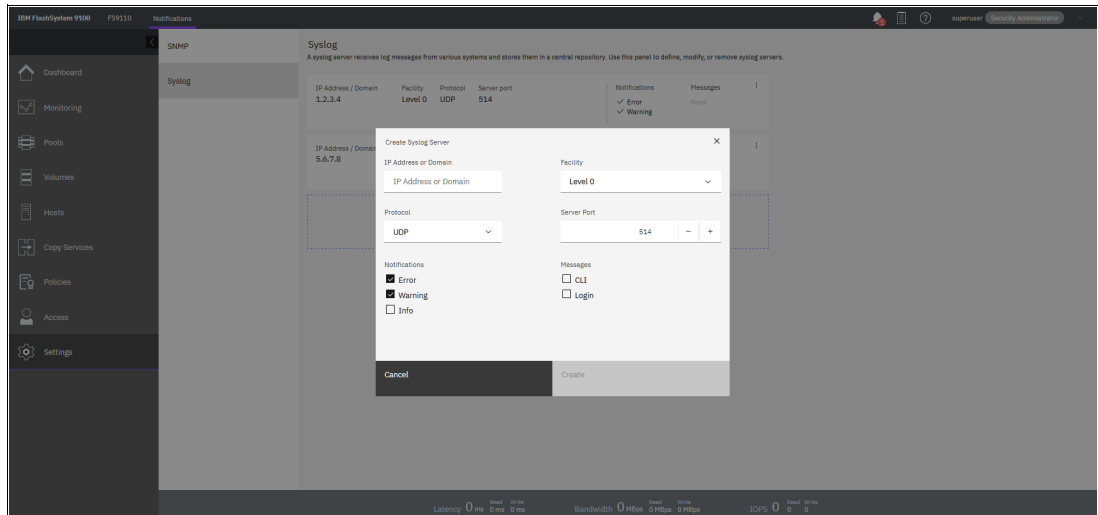 IBM FlashSystem 9100 FS9110 Notifications
superuser Security Administrator
SNMP
Syslog
Dashboard
Monitoring
Pools
Volumes
Hosts
Copy Services
Policies
Access
Settings
Syslog
A syslog server receives log messages from various systems and stores them in a central repository. Use this panel to define, modify, or remove syslog servers.
IP Address / Domain Facility Protocol Server port Notifications Messages
1.2.3.4 Level 0 UDP 514 Error None
Warning
IP Address / Domain
5.6.7.8
Create Syslog Server
IP Address or Domain Facility
IP Address or Domain Level 0
Protocol Server Port
UDP 514 - +
Notifications Messages
Error CLI
Warning Login
Info
Cancel Create
Read Write Read Write Read Write
Latency 0 ms 0 ms 0 ms Bandwidth 0 MBps 0 MBps 0 MBps IOPS 0 0 0